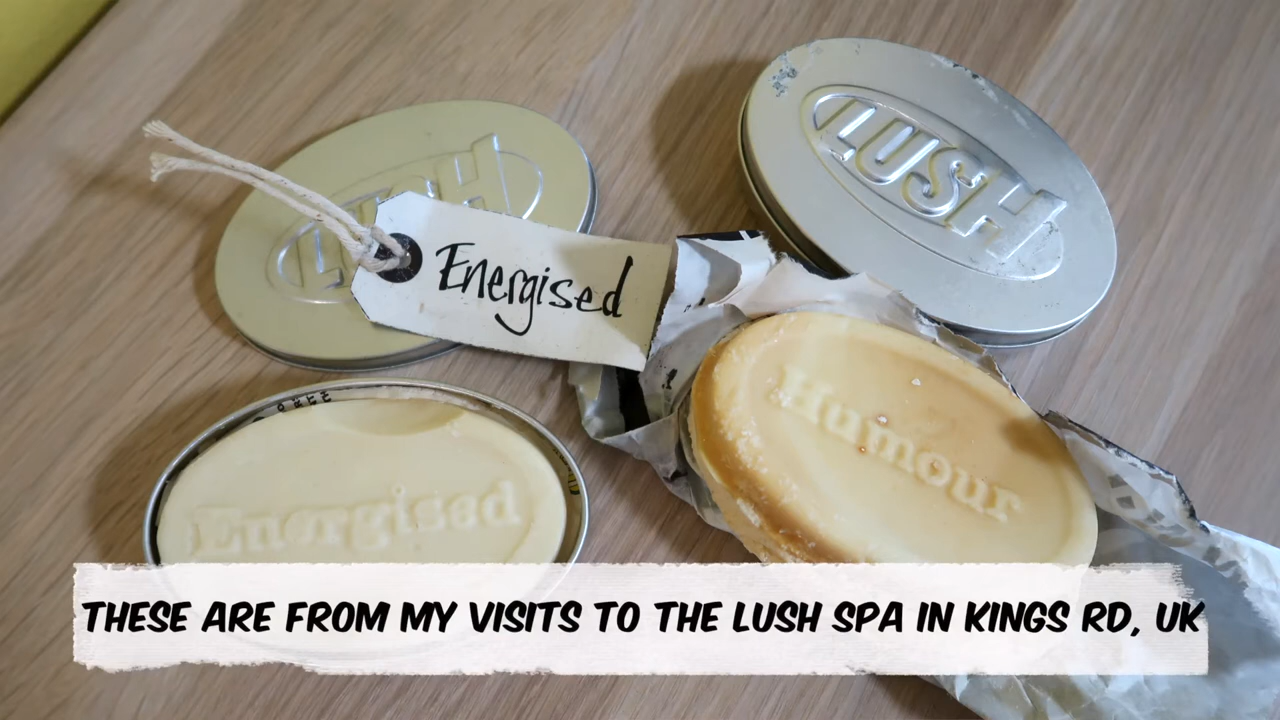 LUSH
LUSH
Energised
Energised
Humour
THESE ARE FROM MY VISITS TO THE LUSH SPA IN KINGS RD, UK